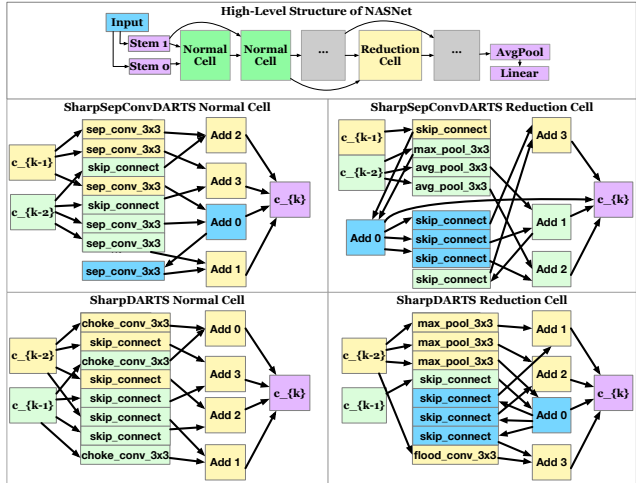 High-Level Structure of NASNet
Input
Stem 1
Stem 0
Normal
Cell
Normal
Cell
...
Reduction
Cell
...
AvgPool
Linear
SharpSepConvDARTS Normal Cell
c_{k-1}
c_{k-2}
sep_conv_3x3
sep_conv_3x3
skip_connect
sep_conv_3x3
skip_connect
sep_conv_3x3
sep_conv_3x3
...
sep_conv_3x3
Add 2
Add 3
Add 0
Add 1
c_{k}
SharpSepConvDARTS Reduction Cell
c_{k-1}
c_{k-2}
Add 0
skip_connect
max_pool_3x3
avg_pool_3x3
avg_pool_3x3
skip_connect
skip_connect
skip_connect
skip_connect
Add 3
Add 1
Add 2
c_{k}
SharpDARTS Normal Cell
c_{k-2}
c_{k-1}
choke_conv_3x3
skip_connect
choke_conv_3x3
skip_connect
skip_connect
skip_connect
skip_connect
choke_conv_3x3
Add 0
Add 3
Add 2
Add 1
c_{k}
SharpDARTS Reduction Cell
c_{k-2}
c_{k-1}
max_pool_3x3
max_pool_3x3
max_pool_3x3
skip_connect
skip_connect
skip_connect
skip_connect
flood_conv_3x3
Add 1
Add 2
Add 0
Add 3
c_{k}